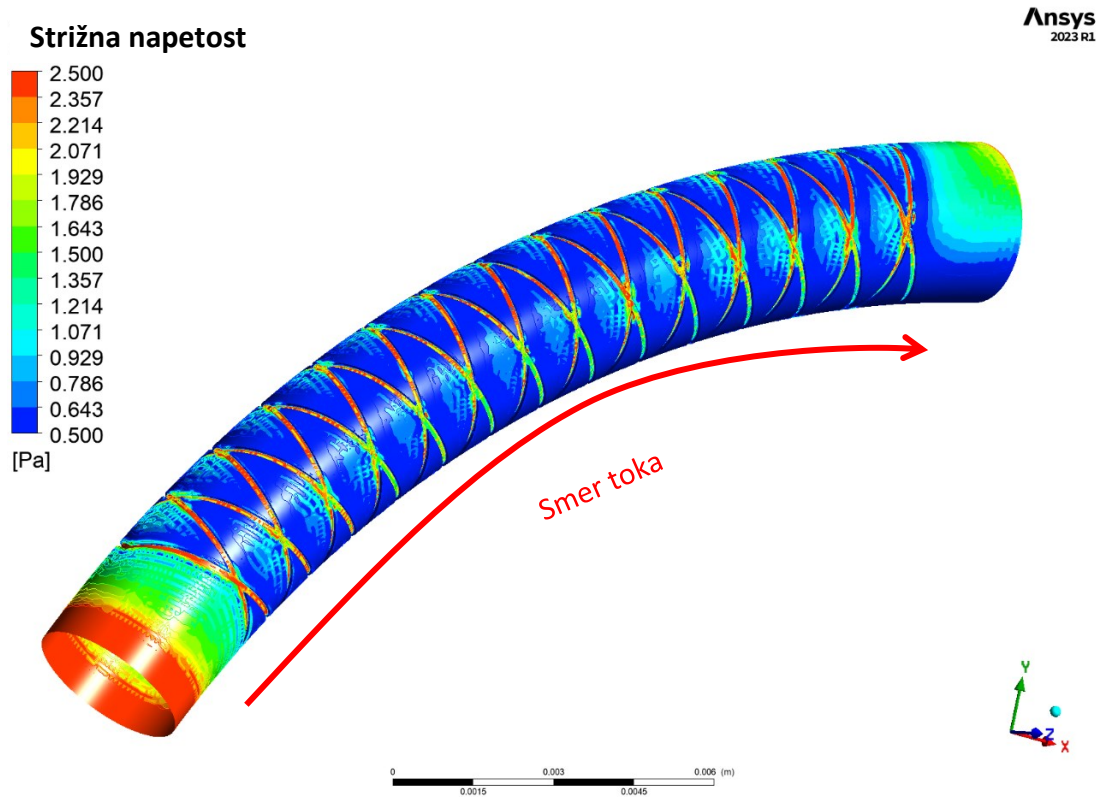 Strižna napetost
Ansys
2023 R1
2.500
2.357
2.214
2.071
1.929
1.786
1.643
1.500
1.357
1.214
1.071
0.929
0.786
0.643
0.500
[Pa]
Smer toka
Y
Z
X
0 0.003 0.006 (m)
0.0015 0.0045